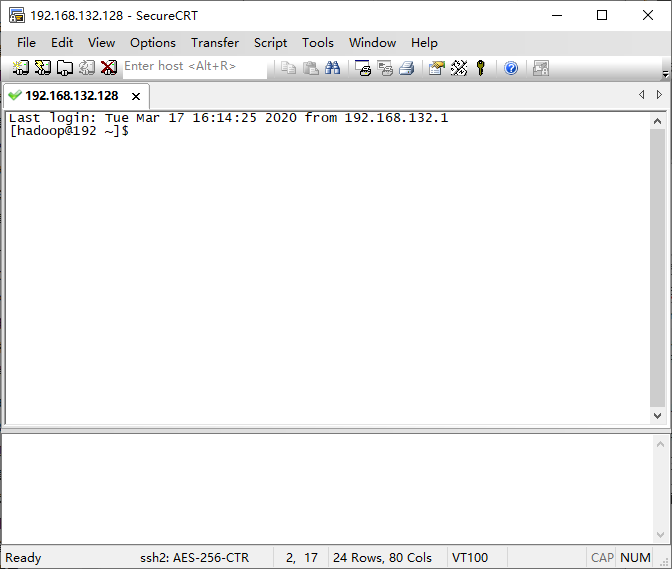 192.168.132.128 - SecureCRT
File Edit View Options Transfer Script Tools Window Help
Enter host <Alt+R>
192.168.132.128
Last login: Tue Mar 17 16:14:25 2020 from 192.168.132.1
[hadoop@192 ~]$
Ready ssh2: AES-256-CTR 2, 17 24 Rows, 80 Cols VT100 CAP NUM